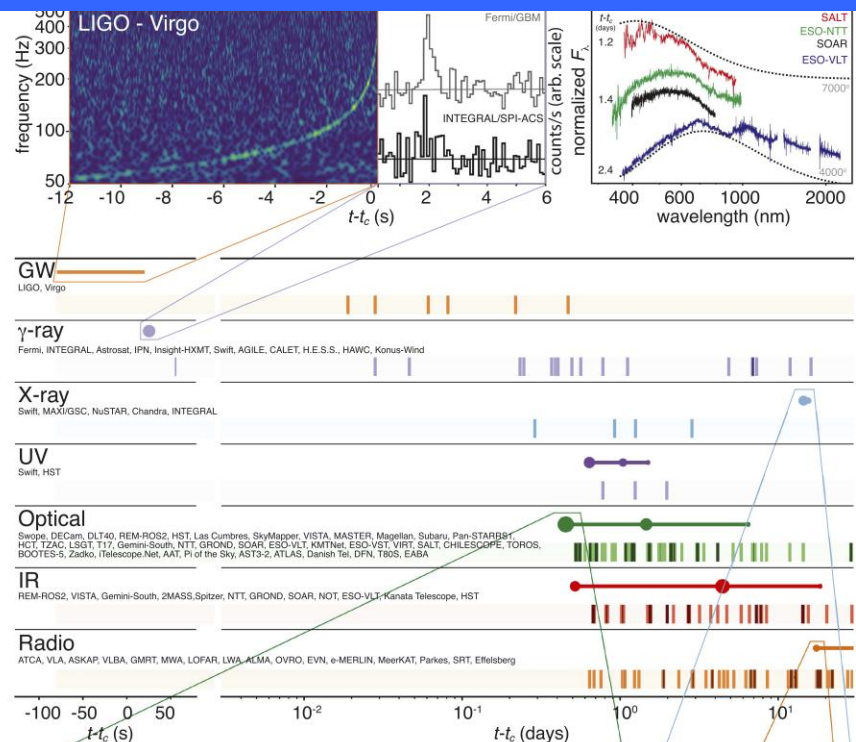 LIGO - Virgo
frequency (Hz)
500
400
300
200
100
50
-12 -10 -8 -6 -4 -2 0 2 4 6
t-tc (s)
Fermi/GBM
INTEGRAL/SPI-ACS
counts/s (arb. scale)
normalized Fλ
t-tc
(days)
1.2
1.4
2.4
SALT
ESO-NTT
SOAR
ESO-VLT
7000°
4000°
400 600 1000 2000
wavelength (nm)
GW
LIGO, Virgo
γ-ray
Fermi, INTEGRAL, Astrosat, IPN, Insight-HXMT, Swift, AGILE, CALET, H.E.S.S., HAWC, Konus-Wind
X-ray
Swift, MAXI/GSC, NuSTAR, Chandra, INTEGRAL
UV
Swift, HST
Optical
Swope, DECam, DLT40, REM-ROS2, HST, Las Cumbres, SkyMapper, VISTA, MASTER, Magellan, Subaru, Pan-STARRS1,
HCT, TZAC, LSGT, T17, Gemini-South, NTT, GROND, SOAR, ESO-VLT, KMTNet, ESO-VST, VIRT, SALT, CHILESCOPE, TOROS,
BOOTES-5, Zadko, iTelescope.Net, AAT, Pi of the Sky, AST3-2, ATLAS, Danish Tel, DFN, T80S, EABA
IR
REM-ROS2, VISTA, Gemini-South, 2MASS,Spitzer, NTT, GROND, SOAR, NOT, ESO-VLT, Kanata Telescope, HST
Radio
ATCA, VLA, ASKAP, VLBA, GMRT, MWA, LOFAR, LWA, ALMA, OVRO, EVN, e-MERLIN, MeerKAT, Parkes, SRT, Effelsberg
-100 -50 0 50 10⁻² 10⁻¹ 10⁰ 10¹
t-tc (s) t-tc (days)